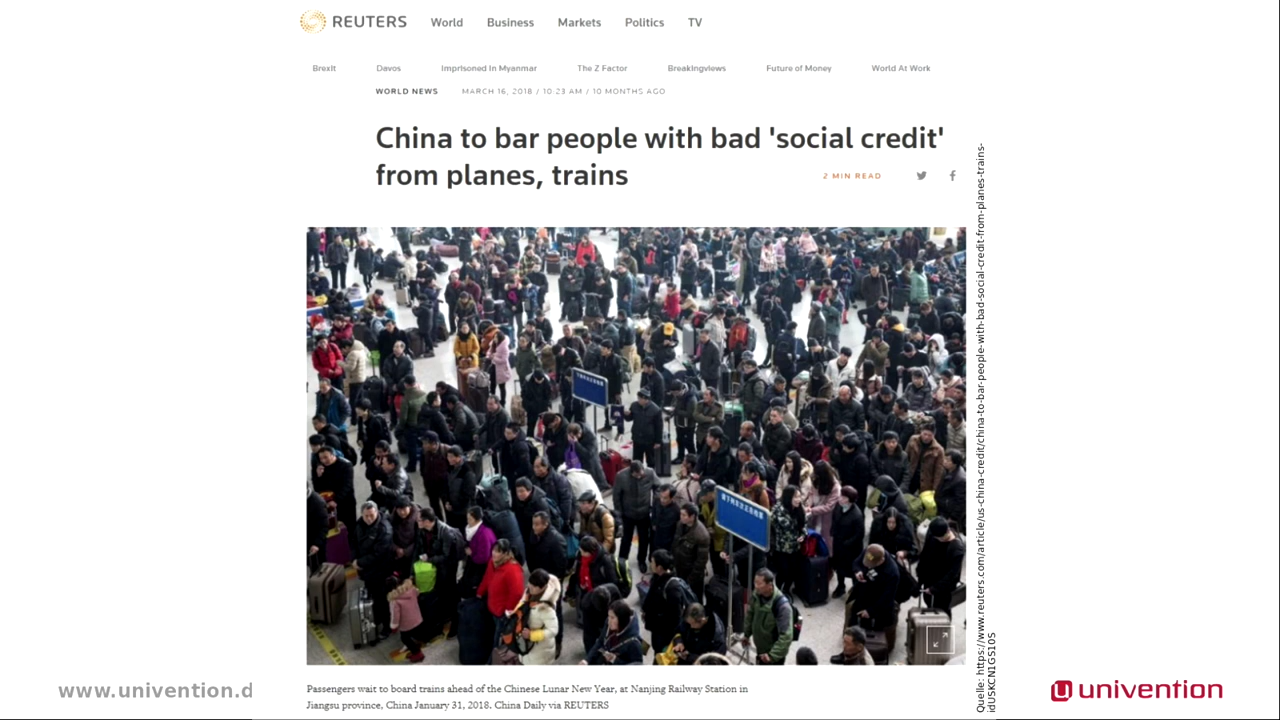 REUTERS World Business Markets Politics TV
Brexit Davos Imprisoned In Myanmar The Z Factor Breakingviews Future of Money World At Work
WORLD NEWS MARCH 16, 2018 / 10:23 AM / 10 MONTHS AGO
China to bar people with bad 'social credit'
from planes, trains
2 MIN READ
Passengers wait to board trains ahead of the Chinese Lunar New Year, at Nanjing Railway Station in
Jiangsu province, China January 31, 2018. China Daily via REUTERS
Quelle: https://www.reuters.com/article/us-china-credit/china-to-bar-people-with-bad-social-credit-from-planes-trains-
idUSKCN1GS10S
www.univention.d
univention